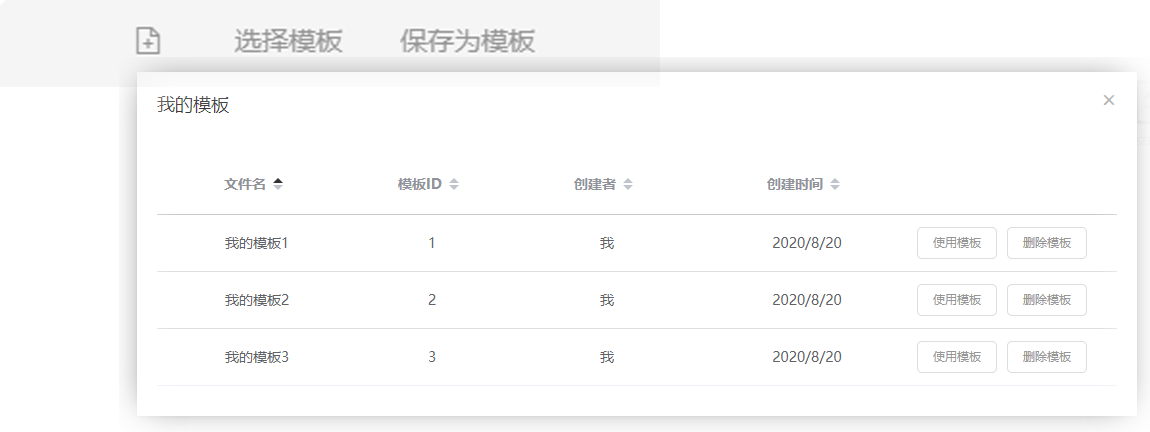 选择模板 保存为模板
我的模板
文件名 模板ID 创建者 创建时间
我的模板1 1 我 2020/8/20 使用模板 删除模板
我的模板2 2 我 2020/8/20 使用模板 删除模板
我的模板3 3 我 2020/8/20 使用模板 删除模板